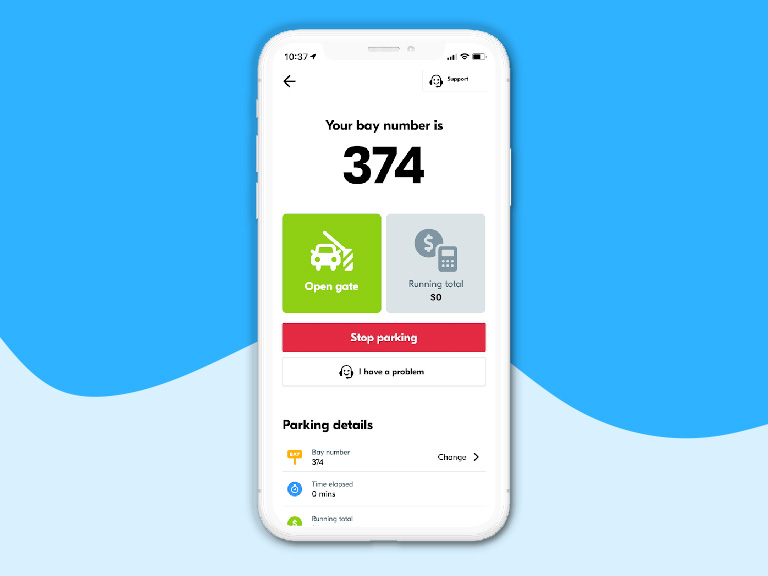 10:37
Support
Your bay number is
374
Open gate
$
Running total
$0
Stop parking
I have a problem
Parking details
BAY
Bay number
374
Change
Time elapsed
0 mins
$
Running total